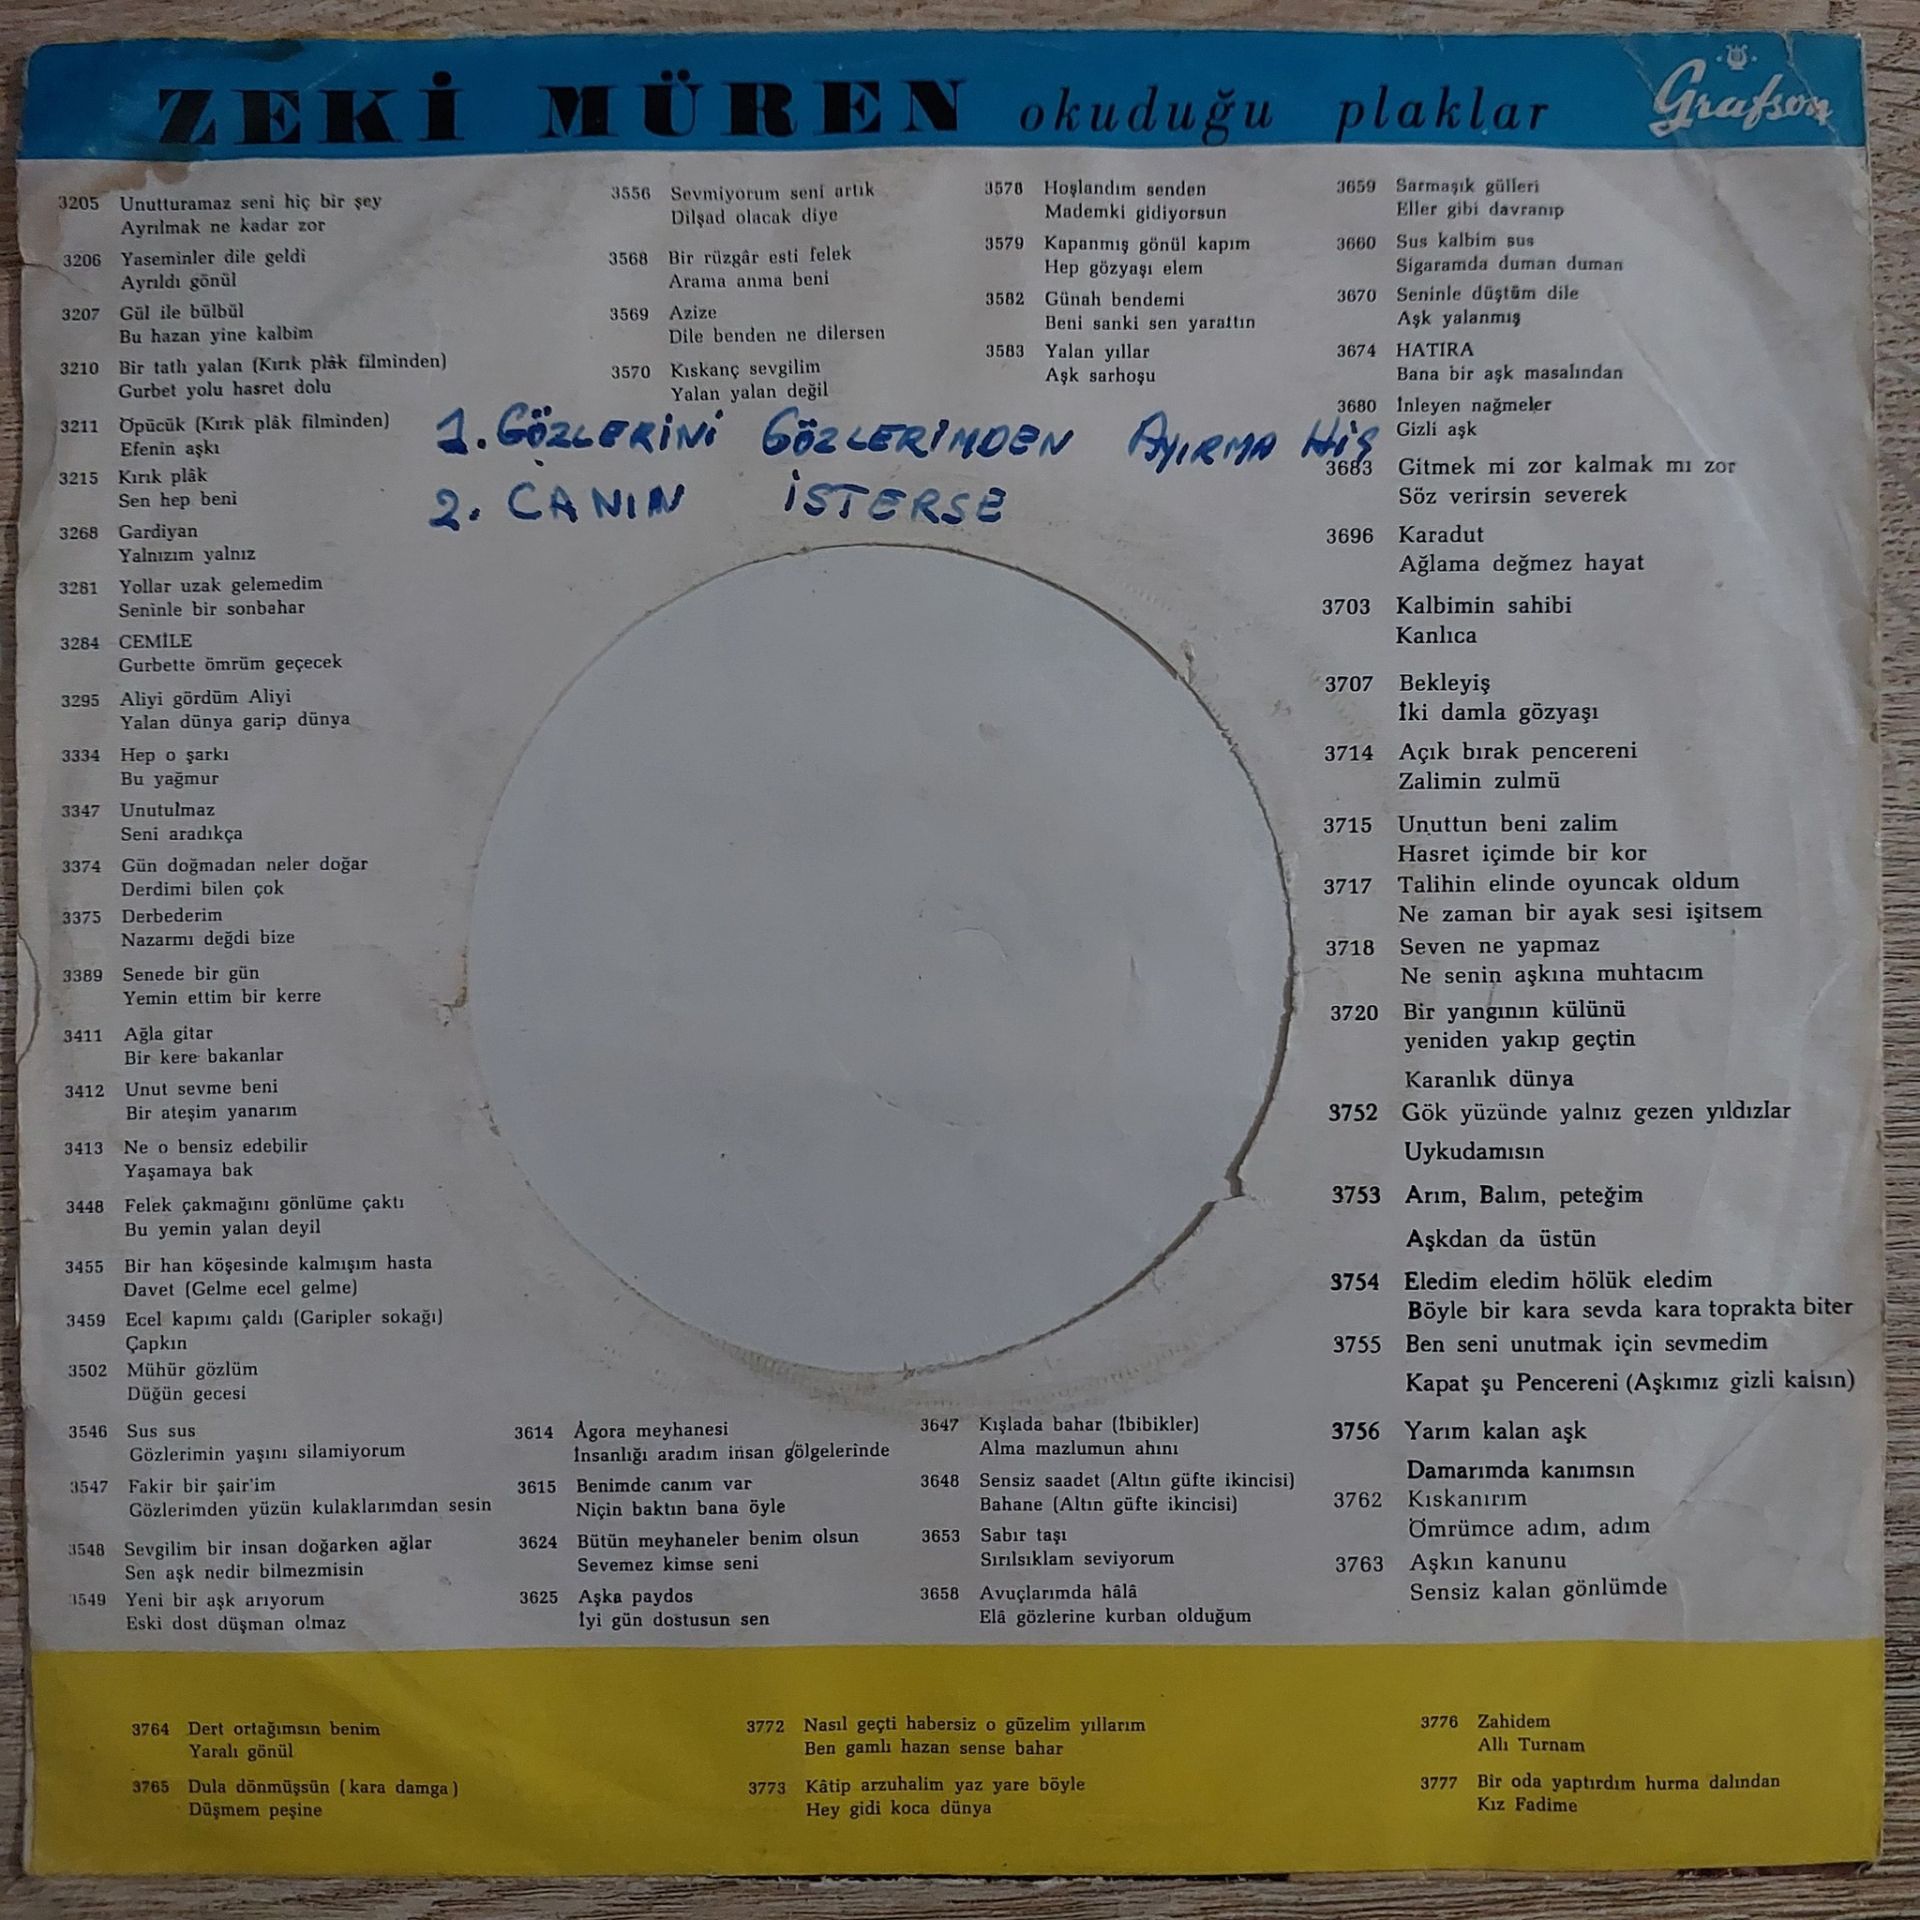 ZEKİ MÜREN okuduğu plaklar Grafson
3205 Unutturamaz seni hiç bir şey
Ayrılmak ne kadar zor
3206 Yaseminler dile geldi
Ayrıldı gönül
3207 Gül ile bülbül
Bu hazan yine kalbim
3210 Bir tatlı yalan (Kırık plâk filminden)
Gurbet yolu hasret dolu
3211 Öpücük (Kırık plâk filminden)
Efenin aşkı
3215 Kırık plâk
Sen hep beni
3268 Gardiyan
Yalnızım yalnız
3281 Yollar uzak gelemedim
Seninle bir sonbahar
3284 CEMİLE
Gurbette ömrüm geçecek
3295 Aliyi gördüm Aliyi
Yalan dünya garip dünya
3334 Hep o şarkı
Bu yağmur
3347 Unutulmaz
Seni aradıkça
3374 Gün doğmadan neler doğar
Derdimi bilen çok
3375 Derbederim
Nazarmı değdi bize
3389 Senede bir gün
Yemin ettim bir kerre
3411 Ağla gitar
Bir kere bakanlar
3412 Unut sevme beni
Bir ateşim yanarım
3413 Ne o bensiz edebilir
Yaşamaya bak
3448 Felek çakmağını gönlüme çaktı
Bu yemin yalan deyil
3455 Bir han köşesinde kalmışım hasta
Davet (Gelme ecel gelme)
3459 Ecel kapımı çaldı (Garipler sokağı)
Çapkın
3502 Mühür gözlüm
Düğün gecesi
3546 Sus sus
Gözlerimin yaşını silamiyorum
3547 Fakir bir şair'im
Gözlerimden yüzün kulaklarımdan sesin
3548 Sevgilim bir insan doğarken ağlar
Sen aşk nedir bilmezmisin
3549 Yeni bir aşk arıyorum
Eski dost düşman olmaz
3556 Sevmiyorum seni artık
Dilşad olacak diye
3568 Bir rüzgâr esti felek
Arama anma beni
3569 Azize
Dile benden ne dilersen
3570 Kıskanç sevgilim
Yalan yalan değil
3578 Hoşlandım senden
Mademki gidiyorsun
3579 Kapanmış gönül kapım
Hep gözyaşı elem
3582 Günah bendemi
Beni sanki sen yarattın
3583 Yalan yıllar
Aşk sarhoşu
1. GÖZLERİNİ GÖZLERİMDEN AYIRMA HİÇ
2. CANIN İSTERSE
3614 Agora meyhanesi
İnsanlığı aradım insan gölgelerinde
3615 Benimde canım var
Niçin baktın bana öyle
3624 Bütün meyhaneler benim olsun
Sevemez kimse seni
3625 Aşka paydos
İyi gün dostusun sen
3647 Kışlada bahar (İbibikler)
Alma mazlumun ahını
3648 Sensiz saadet (Altın güfte ikincisi)
Bahane (Altın güfte ikincisi)
3653 Sabır taşı
Sırılsıklam seviyorum
3658 Avuçlarımda hâlâ
Elâ gözlerine kurban olduğum
3659 Sarmaşık gülleri
Eller gibi davranıp
3660 Sus kalbim sus
Sigaramda duman duman
3670 Seninle düştüm dile
Aşk yalanmış
3674 HATIRA
Bana bir aşk masalından
3680 İnleyen nağmeler
Gizli aşk
3683 Gitmek mi zor kalmak mı zor
Söz verirsin severek
3696 Karadut
Ağlama değmez hayat
3703 Kalbimin sahibi
Kanlıca
3707 Bekleyiş
İki damla gözyaşı
3714 Açık bırak pencereni
Zalimin zulmü
3715 Unuttun beni zalim
Hasret içimde bir kor
3717 Talihin elinde oyuncak oldum
Ne zaman bir ayak sesi işitsem
3718 Seven ne yapmaz
Ne senin aşkına muhtacım
3720 Bir yangının külünü
yeniden yakıp geçtin
Karanlık dünya
3752 Gök yüzünde yalnız gezen yıldızlar
Uykudamısın
3753 Arım, Balım, peteğim
Aşkdan da üstün
3754 Eledim eledim hölük eledim
Böyle bir kara sevda kara toprakta biter
3755 Ben seni unutmak için sevmedim
Kapat şu Pencereni (Aşkımız gizli kalsın)
3756 Yarım kalan aşk
Damarımda kanımsın
3762 Kıskanırım
Ömrümce adım, adım
3763 Aşkın kanunu
Sensiz kalan gönlümde
3764 Dert ortağımsın benim
Yaralı gönül
3765 Dula dönmüşsün (kara damga)
Düşmem peşine
3772 Nasıl geçti habersiz o güzelim yıllarım
Ben gamlı hazan sense bahar
3773 Kâtip arzuhalim yaz yare böyle
Hey gidi koca dünya
3776 Zahidem
Allı Turnam
3777 Bir oda yaptırdım hurma dalından
Kız Fadime